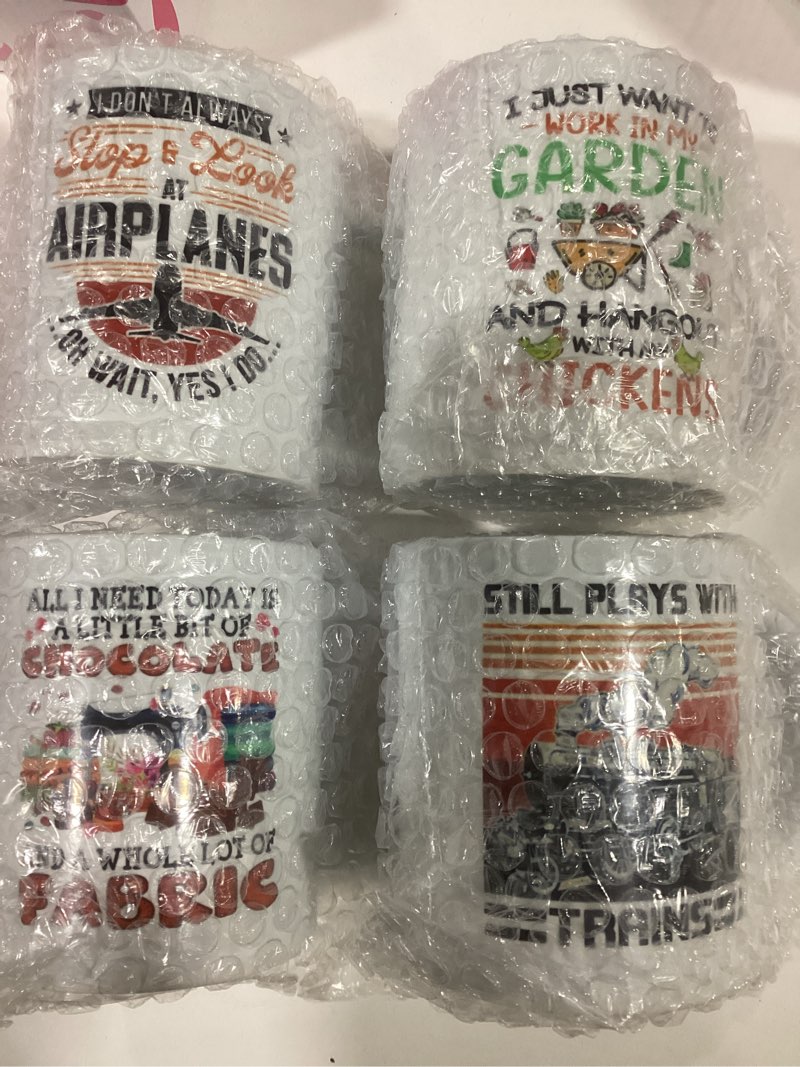 I DON'T ALWAYS
Stop & Look
AT
AIRPLANES
... OH WAIT, YES I DO...
I JUST WANT TO
WORK IN MY
GARDEN
AND HANGOUT
WITH MY
CHICKENS
ALL I NEED TODAY IS
A LITTLE BIT OF
CHOCOLATE
AND A WHOLE LOT OF
FABRIC
STILL PLAYS WITH
TRAINS